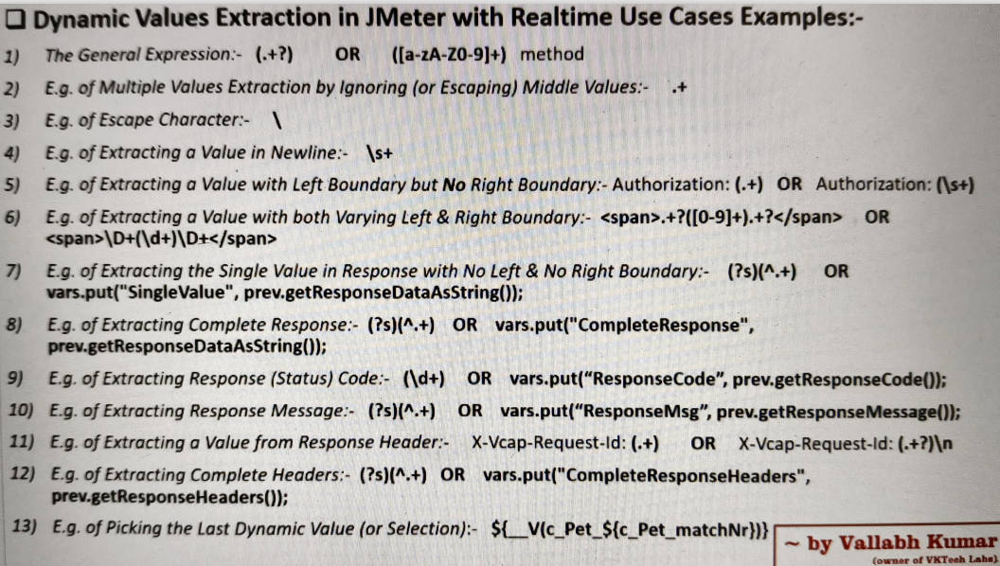 ❑ Dynamic Values Extraction in JMeter with Realtime Use Cases Examples:-
1) The General Expression:- (.+?) OR ([a-zA-Z0-9]+) method
2) E.g. of Multiple Values Extraction by Ignoring (or Escaping) Middle Values:- .+
3) E.g. of Escape Character:- \
4) E.g. of Extracting a Value in Newline:- \s+
5) E.g. of Extracting a Value with Left Boundary but No Right Boundary:- Authorization: (.+) OR Authorization: (\s+)
6) E.g. of Extracting a Value with both Varying Left & Right Boundary:- <span>.+?([0-9]+).+?</span> OR
<span>\D+(\d+)\D+</span>
7) E.g. of Extracting the Single Value in Response with No Left & No Right Boundary:- (?s)(^.+) OR
vars.put("SingleValue", prev.getResponseDataAsString());
8) E.g. of Extracting Complete Response:- (?s)(^.+) OR vars.put("CompleteResponse",
prev.getResponseDataAsString());
9) E.g. of Extracting Response (Status) Code:- (\d+) OR vars.put(“ResponseCode”, prev.getResponseCode());
10) E.g. of Extracting Response Message:- (?s)(^.+) OR vars.put(“ResponseMsg”, prev.getResponseMessage());
11) E.g. of Extracting a Value from Response Header:- X-Vcap-Request-Id: (.+) OR X-Vcap-Request-Id: (.+?)\n
12) E.g. of Extracting Complete Headers:- (?s)(^.+) OR vars.put("CompleteResponseHeaders",
prev.getResponseHeaders());
13) E.g. of Picking the Last Dynamic Value (or Selection):- ${__V(c_Pet_${c_Pet_matchNr})}
~ by Vallabh Kumar
(owner of VKTech Labs)